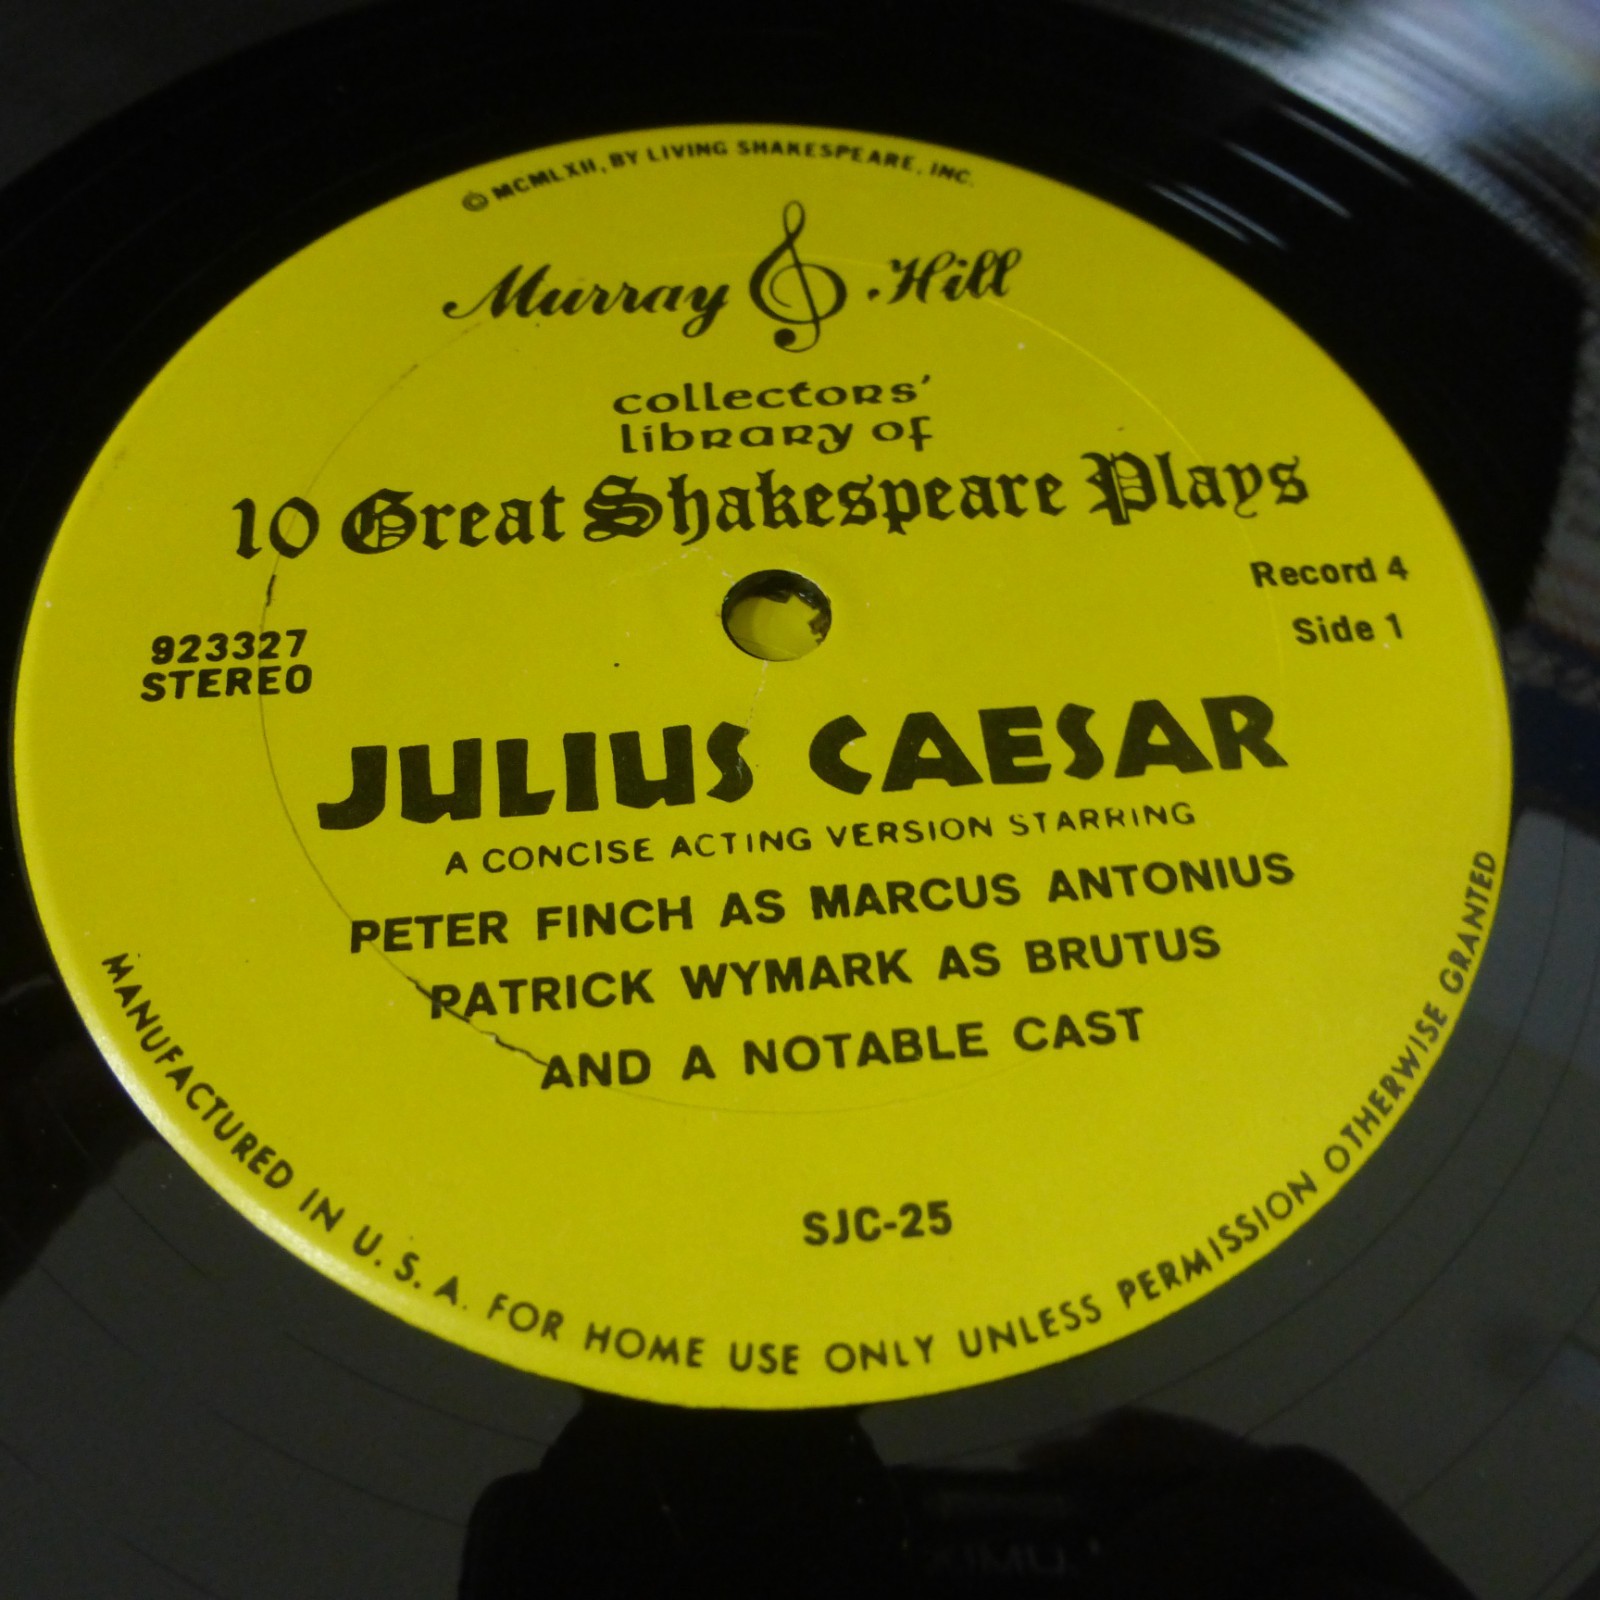 © MCMLXII, BY LIVING SHAKESPEARE, INC.
Murray Hill
collectors'
library of
10 Great Shakespeare Plays
Record 4
Side 1
923327
STEREO
JULIUS CAESAR
A CONCISE ACTING VERSION STARRING
PETER FINCH AS MARCUS ANTONIUS
PATRICK WYMARK AS BRUTUS
AND A NOTABLE CAST
SJC-25
MANUFACTURED IN U. S. A. FOR HOME USE ONLY UNLESS PERMISSION OTHERWISE GRANTED